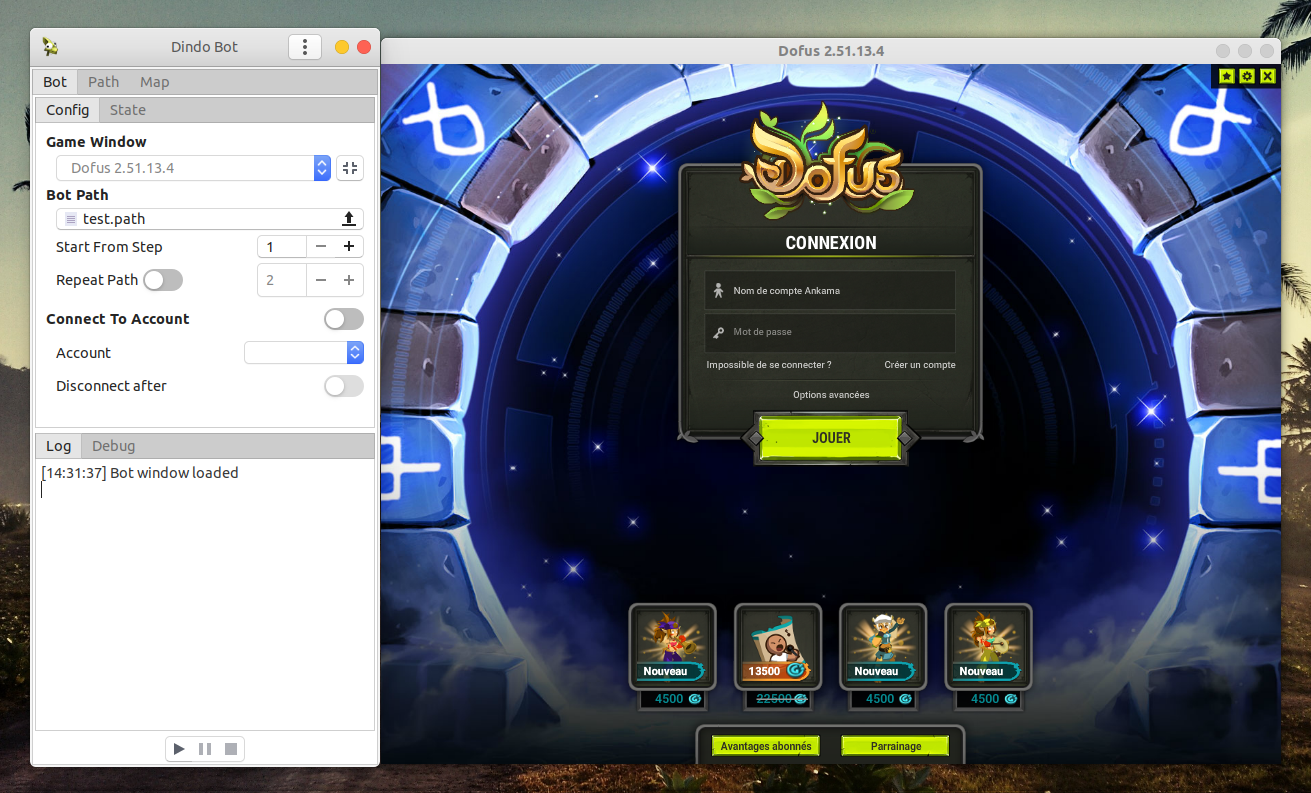 Dindo Bot
Bot
Path
Map
Config
State
Game Window
Dofus 2.51.13.4
Bot Path
test.path
Start From Step
1
Repeat Path
2
Connect To Account
Account
Disconnect after
Log
Debug
[14:31:37] Bot window loaded
Dofus 2.51.13.4
DOFUS
CONNEXION
Nom de compte Ankama
Mot de passe
Impossible de se connecter ?
Créer un compte
Options avancées
JOUER
Nouveau
4500
13500
22500
Nouveau
4500
Nouveau
4500
Avantages abonnés
Parrainage